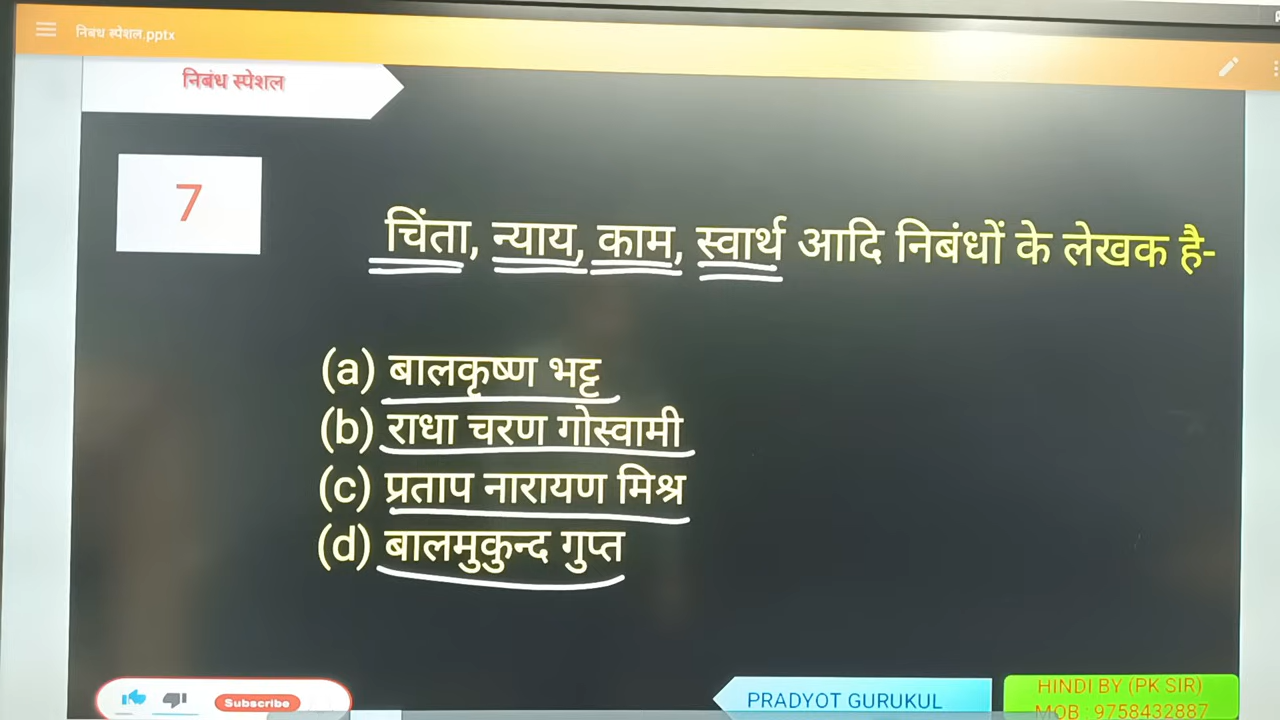 निबंध स्पेशल.pptx
निबंध स्पेशल
7
चिंता, न्याय, काम, स्वार्थ आदि निबंधों के लेखक है-
(a) बालकृष्ण भट्ट
(b) राधा चरण गोस्वामी
(c) प्रताप नारायण मिश्र
(d) बालमुकुन्द गुप्त
Subscribe
PRADYOT GURUKUL
HINDI BY (PK SIR)
MOB : 9758432887